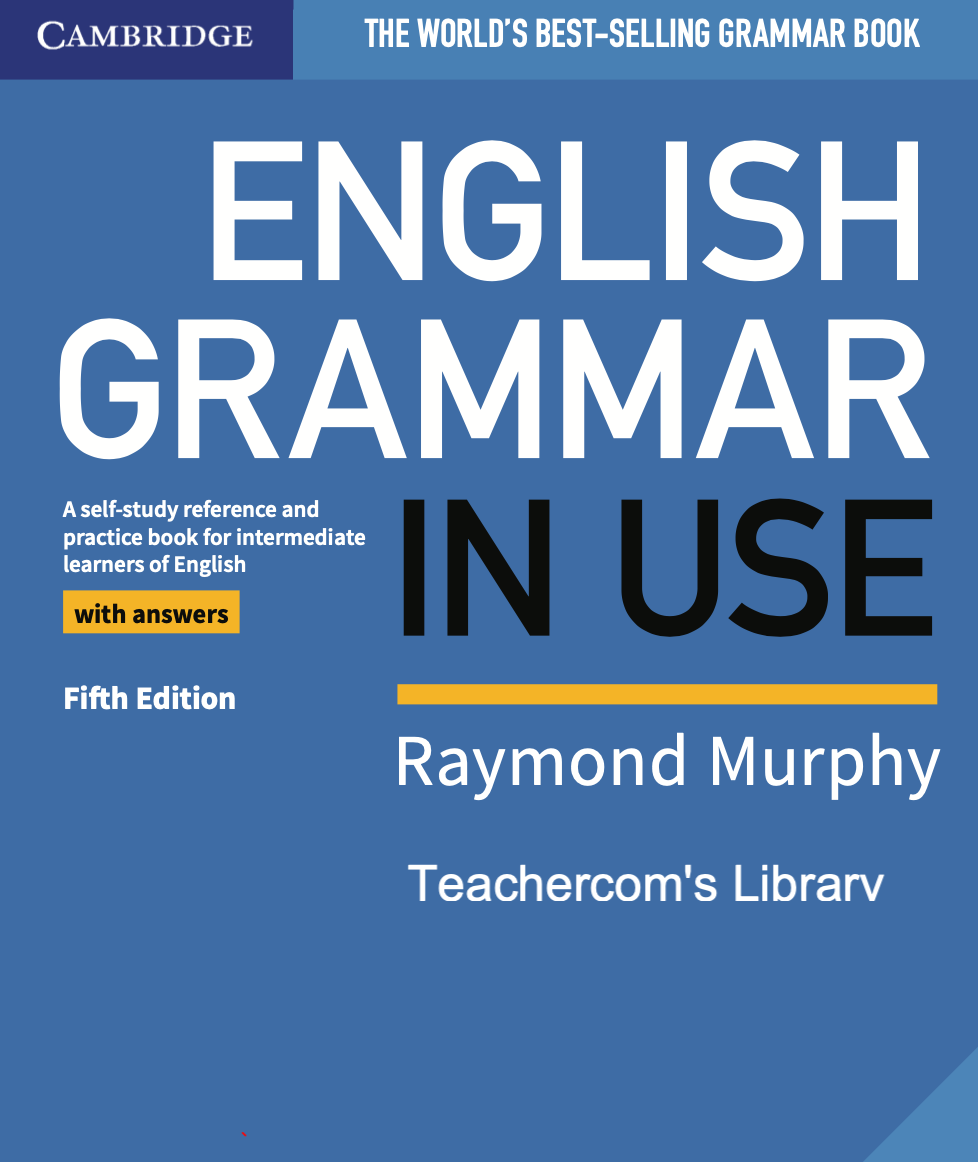 CAMBRIDGE
THE WORLD'S BEST-SELLING GRAMMAR BOOK
ENGLISH
GRAMMAR
IN USE
A self-study reference and
practice book for intermediate
learners of English
with answers
Fifth Edition
Raymond Murphy
Teachercom's Library